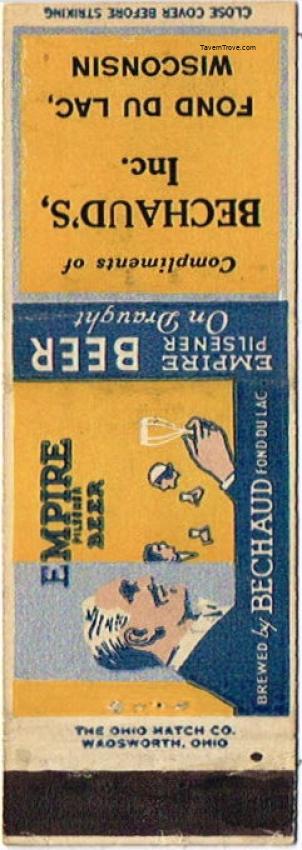 CLOSE COVER BEFORE STRIKING
TavernTrove.com
Compliments of
BECHAUD'S,
Inc.
FOND DU LAC,
WISCONSIN
EMPIRE
PILSENER
BEER
On Draught
EMPIRE
PILSENER
BEER
BREWED by BECHAUD FOND DU LAC
THE OHIO MATCH CO.
WADSWORTH, OHIO